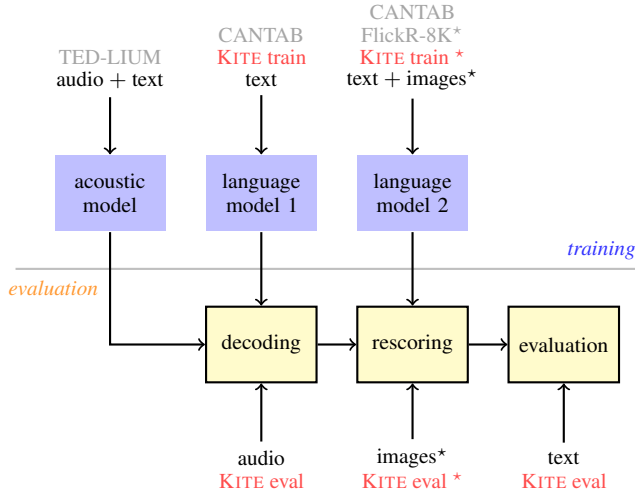 CANTAB
CANTAB
FlickR-8K⋆
TED-LIUM
KITE train
KITE train ⋆
audio + text
text
text + images⋆
acoustic
model
language
model 1
language
model 2
training
evaluation
decoding
rescoring
evaluation
audio
KITE eval
images⋆
KITE eval ⋆
text
KITE eval